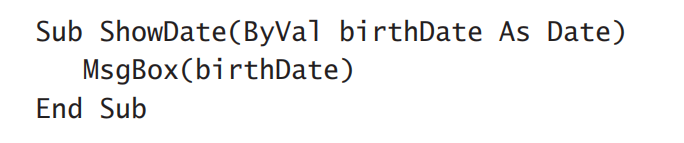 Sub ShowDate(ByVal birthDate As Date)
   MsgBox(birthDate)
End Sub